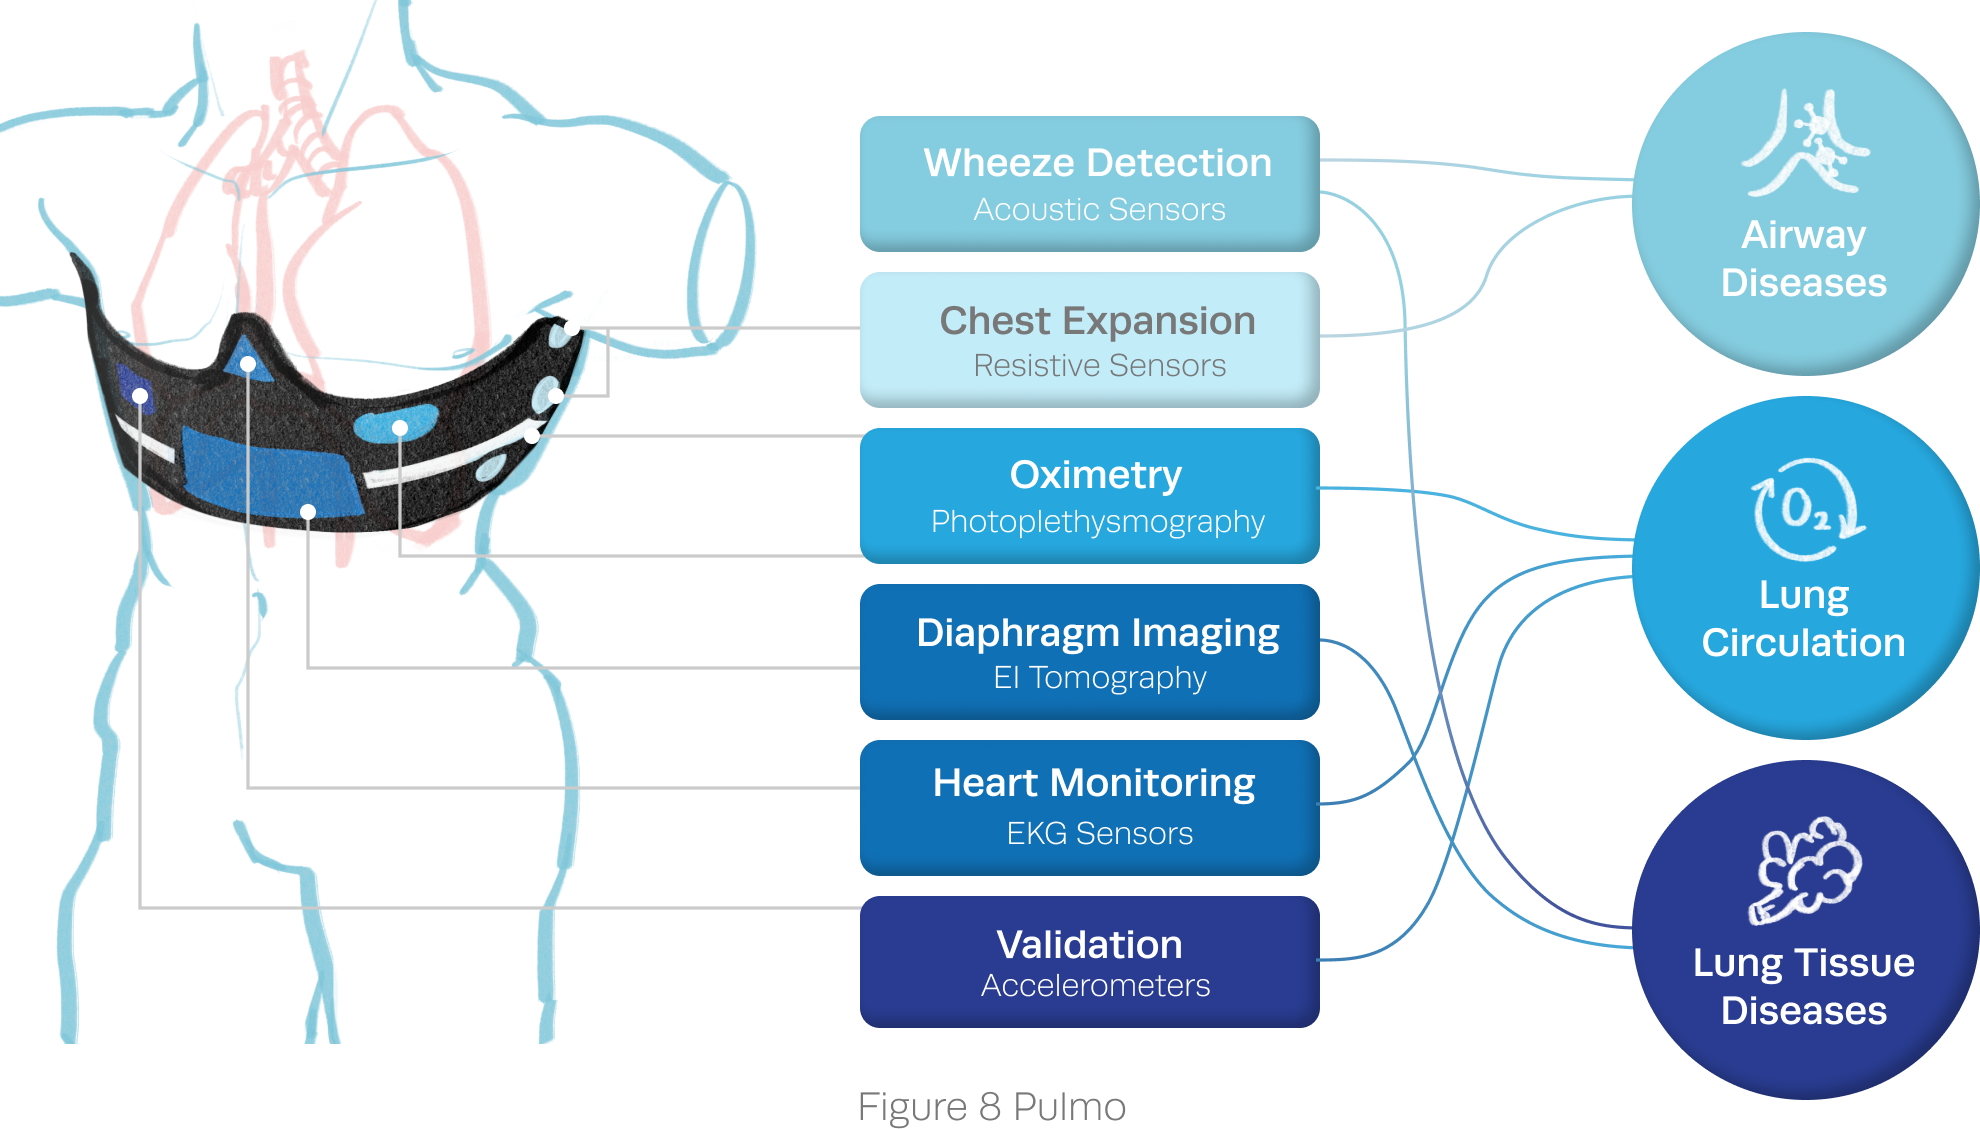 Wheeze Detection
Acoustic Sensors
Chest Expansion
Resistive Sensors
Oximetry
Photoplethysmography
Diaphragm Imaging
EI Tomography
Heart Monitoring
EKG Sensors
Validation
Accelerometers
Airway
Diseases
O₂
Lung
Circulation
Lung Tissue
Diseases
Figure 8 Pulmo